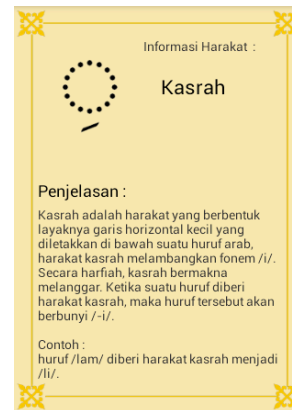 Informasi Harakat :
Kasrah
Penjelasan :
Kasrah adalah harakat yang berbentuk
layaknya garis horizontal kecil yang
diletakkan di bawah suatu huruf arab,
harakat kasrah melambangkan fonem /i/.
Secara harfiah, kasrah bermakna
melanggar. Ketika suatu huruf diberi
harakat kasrah, maka huruf tersebut akan
berbunyi /-i/.
Contoh :
huruf /lam/ diberi harakat kasrah menjadi
/li/.